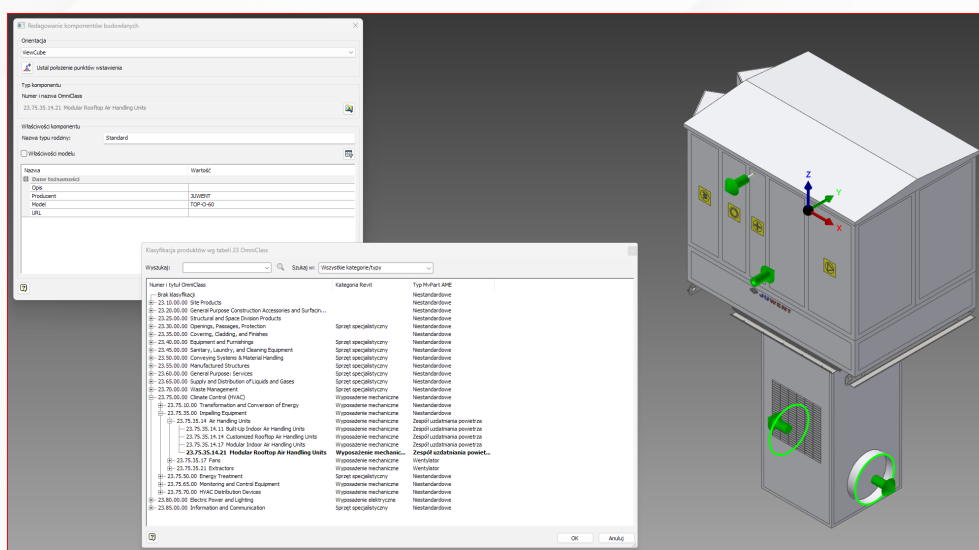 Redagowanie komponentów budowlanych
Orientacja
ViewCube
Ustal położenie punktów wstawienia
Typ komponentu
Numer i nazwa OmniClass
23.75.35.14.21 Modular Rooftop Air Handling Units
Właściwości komponentu
Nazwa typu rodziny: Standard
Właściwości modelu
Nazwa Wartość
Dane tożsamości
Opis
Producent JUWENT
Model TOP-O-60
URL
Klasyfikacja produktów wg tabeli 23 OmniClass
Wyszukaj: Szukaj w: Wszystkie kategorie/typy
Numer i tytuł OmniClass Kategoria Revit Typ MvPart AME
Brak klasyfikacji Niestandardowe
23.10.00.00 Site Products Niestandardowe
23.20.00.00 General Purpose Construction Accessories and Surfacin... Niestandardowe
23.25.00.00 Structural and Space Division Products Niestandardowe
23.30.00.00 Openings, Passages, Protection Sprzęt specjalistyczny Niestandardowe
23.35.00.00 Covering, Cladding, and Finishes Niestandardowe
23.40.00.00 Equipment and Furnishings Sprzęt specjalistyczny Niestandardowe
23.45.00.00 Sanitary, Laundry, and Cleaning Equipment Sprzęt specjalistyczny Niestandardowe
23.50.00.00 Conveying Systems & Material Handling Sprzęt specjalistyczny Niestandardowe
23.55.00.00 Manufactured Structures Sprzęt specjalistyczny Niestandardowe
23.60.00.00 General Purpose: Services Sprzęt specjalistyczny Niestandardowe
23.65.00.00 Supply and Distribution of Liquids and Gases Sprzęt specjalistyczny Niestandardowe
23.70.00.00 Waste Management Sprzęt specjalistyczny Niestandardowe
23.75.00.00 Climate Control (HVAC) Wyposażenie mechaniczne Niestandardowe
23.75.10.00 Transformation and Conversion of Energy Wyposażenie mechaniczne Niestandardowe
23.75.35.00 Impelling Equipment Wyposażenie mechaniczne Niestandardowe
23.75.35.14 Air Handling Units Wyposażenie mechaniczne Zespół uzdatniania powietrza
23.75.35.14.11 Built-Up Indoor Air Handling Units Wyposażenie mechaniczne Zespół uzdatniania powietrza
23.75.35.14.14 Customized Rooftop Air Handling Units Wyposażenie mechaniczne Zespół uzdatniania powietrza
23.75.35.14.17 Modular Indoor Air Handling Units Wyposażenie mechaniczne Zespół uzdatniania powietrza
23.75.35.14.21 Modular Rooftop Air Handling Units Wyposażenie mechanic... Zespół uzdatniania powiet...
23.75.35.17 Fans Wyposażenie mechaniczne Wentylator
23.75.35.21 Extractors Wyposażenie mechaniczne Wentylator
23.75.50.00 Energy Treatment Sprzęt specjalistyczny Niestandardowe
23.75.65.00 Monitoring and Control Equipment Wyposażenie mechaniczne Niestandardowe
23.75.70.00 HVAC Distribution Devices Wyposażenie mechaniczne Niestandardowe
23.80.00.00 Electric Power and Lighting Wyposażenie elektryczne Niestandardowe
23.85.00.00 Information and Communication Sprzęt specjalistyczny Niestandardowe
OK Anuluj
Z
Y
X
JUWENT